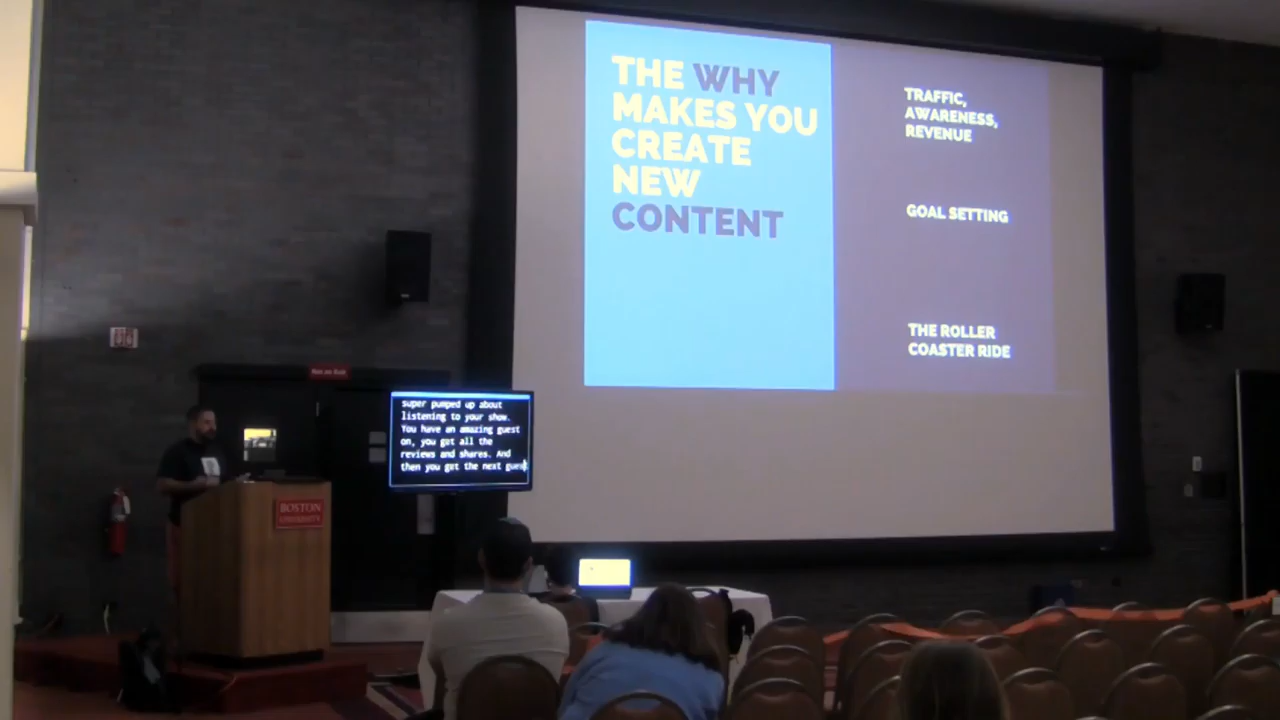 THE WHY
MAKES YOU
CREATE
NEW
CONTENT
TRAFFIC,
AWARENESS,
REVENUE
GOAL SETTING
THE ROLLER
COASTER RIDE
super pumped up about
listening to your show.
You have an amazing guest
on, you get all the
reviews and shares. And
then you get the next gues
BOSTON
UNIVERSITY